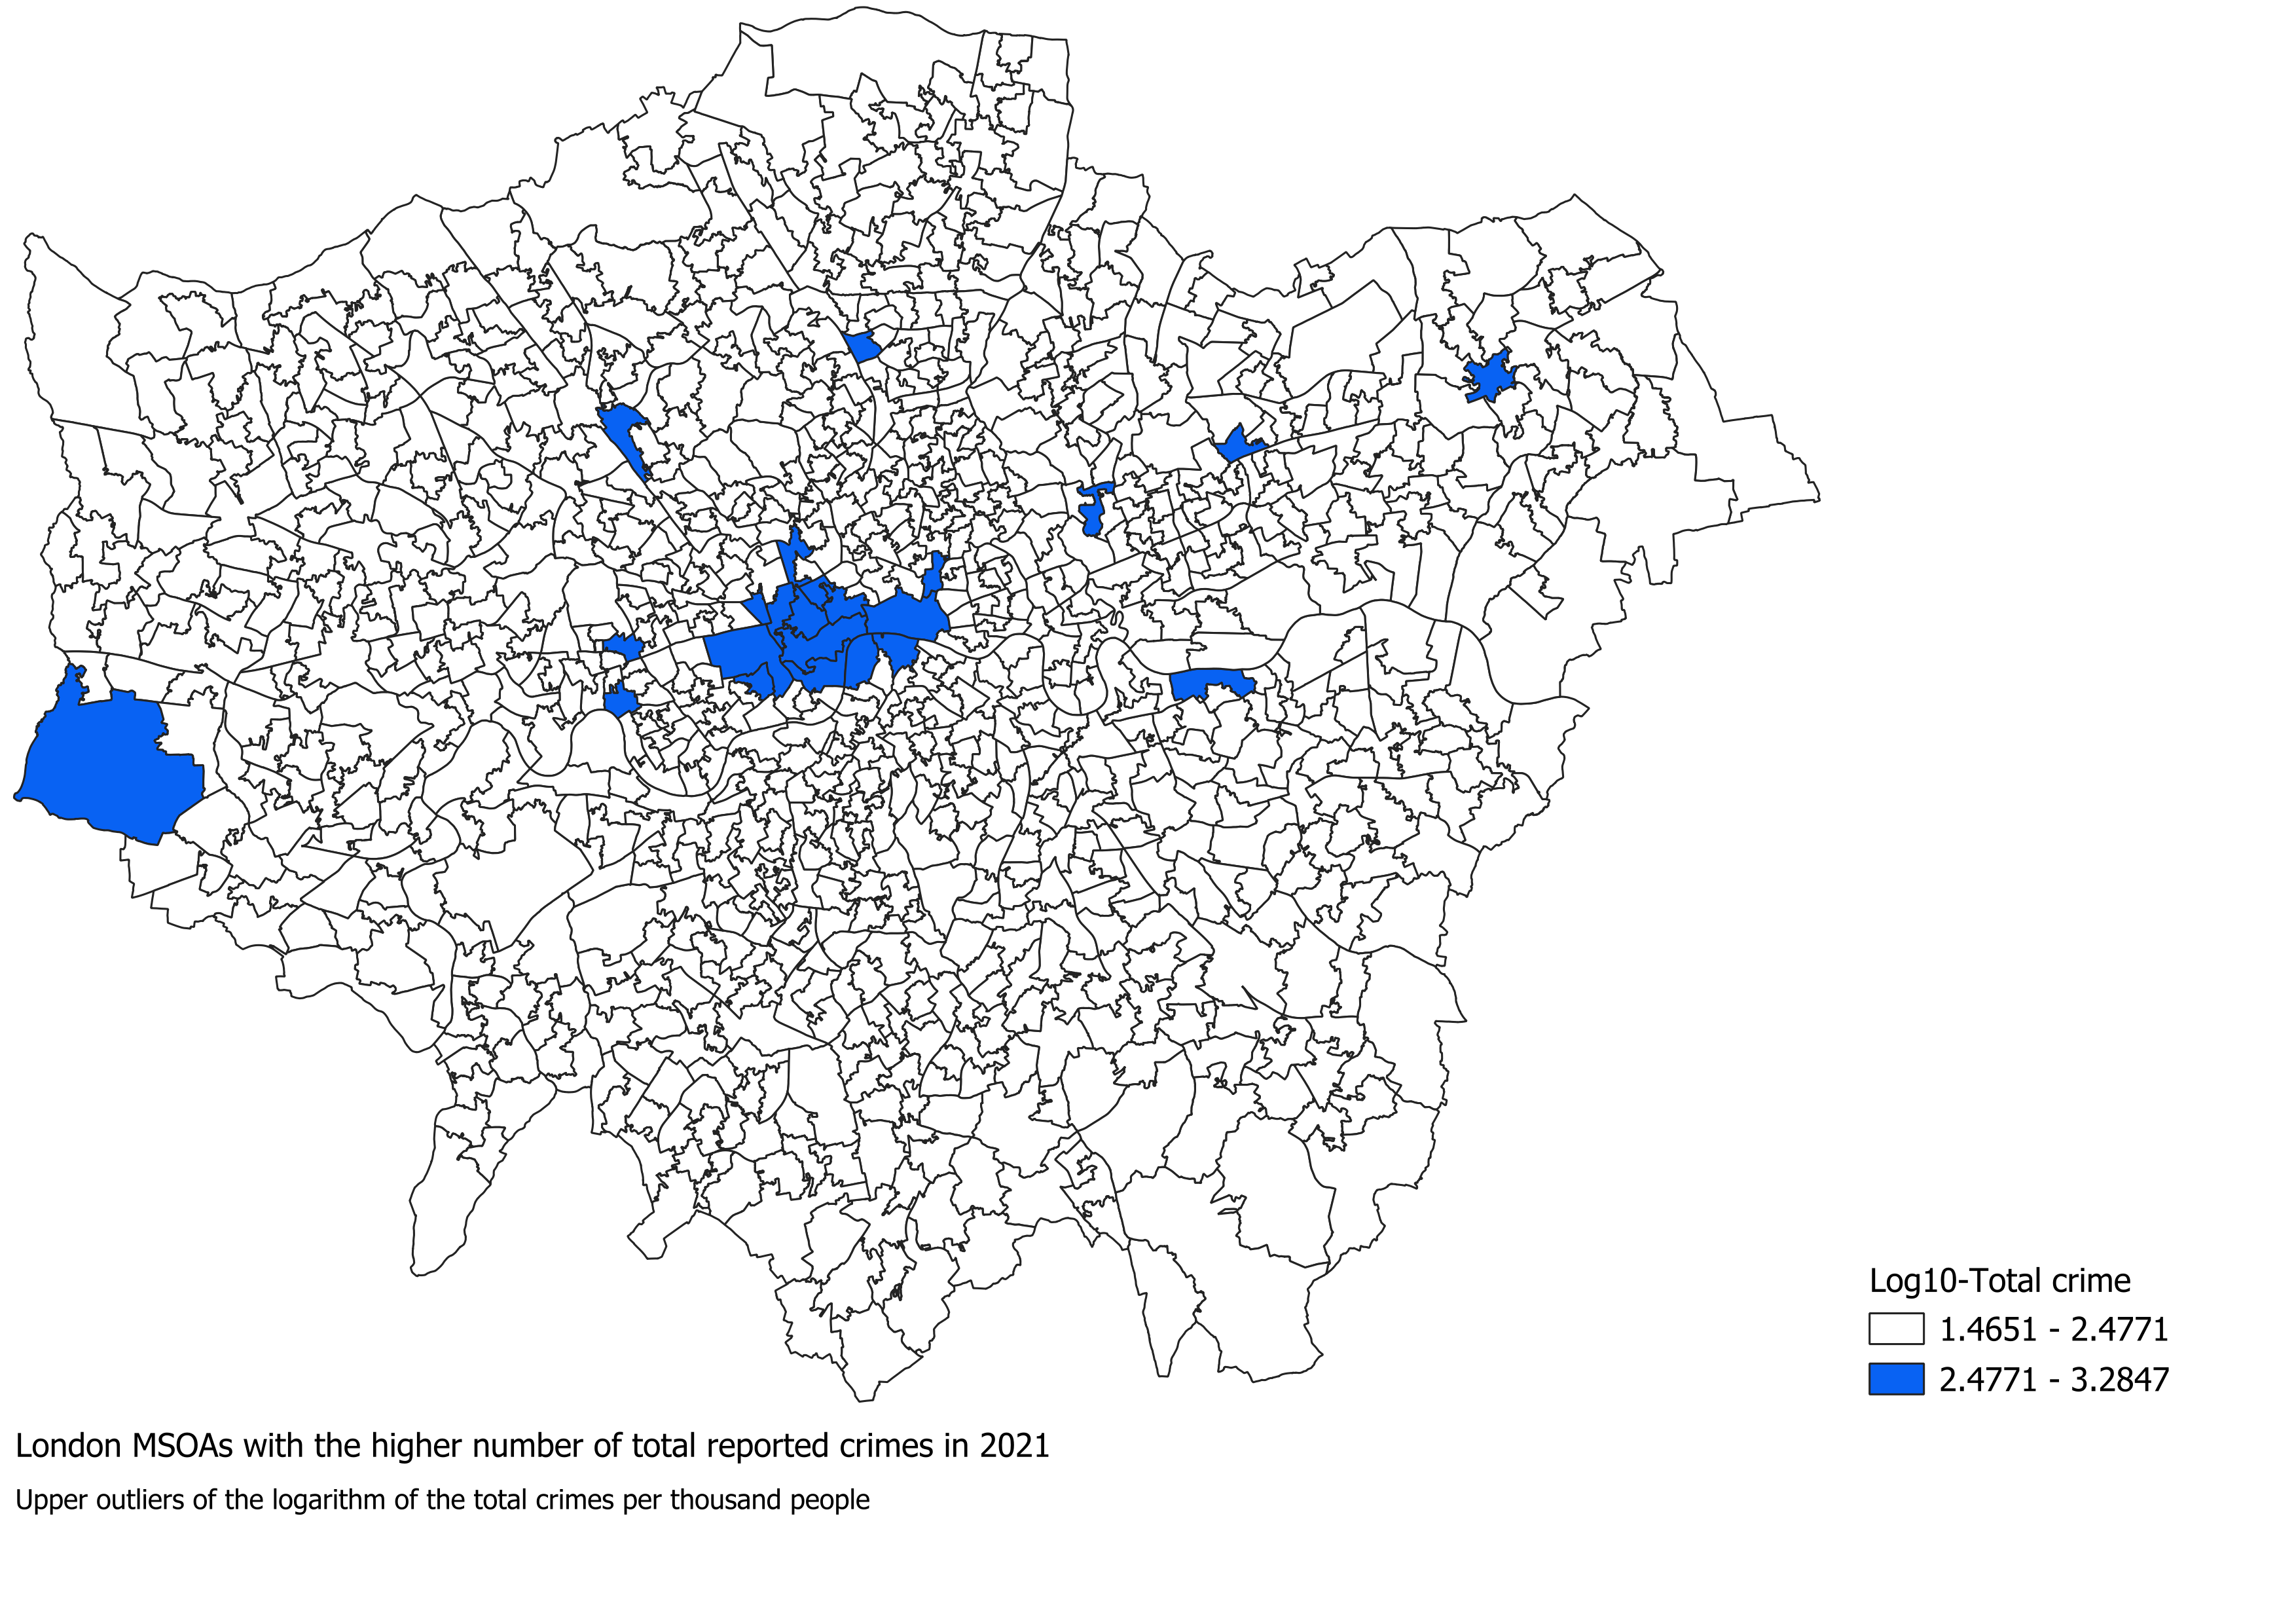 Log10-Total crime
1.4651 - 2.4771
2.4771 - 3.2847
London MSOAs with the higher number of total reported crimes in 2021
Upper outliers of the logarithm of the total crimes per thousand people